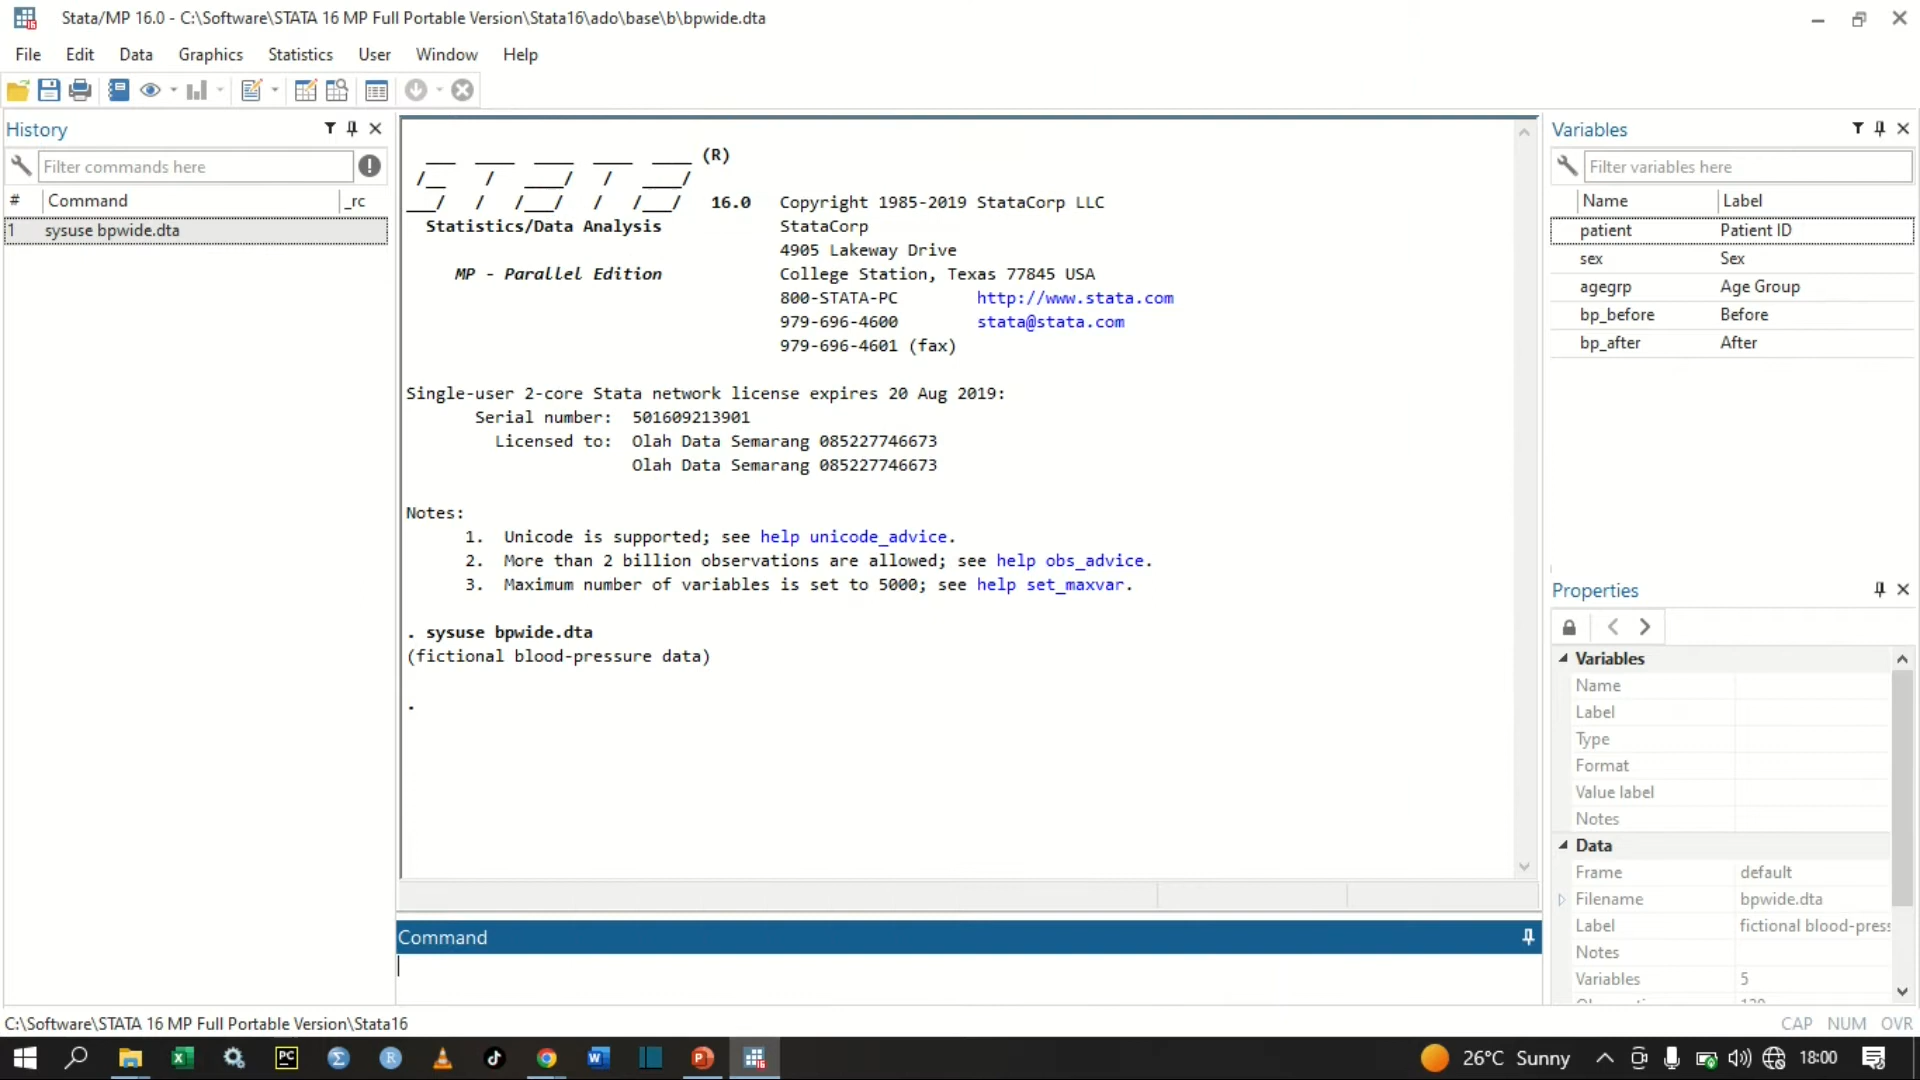 Stata/MP 16.0 - C:\Software\STATA 16 MP Full Portable Version\Stata16\ado\base\b\bpwide.dta
File Edit Data Graphics Statistics User Window Help
History
Filter commands here
# Command _rc
1 sysuse bpwide.dta
(R)
STATA 16.0 Copyright 1985-2019 StataCorp LLC
Statistics/Data Analysis StataCorp
4905 Lakeway Drive
MP - Parallel Edition College Station, Texas 77845 USA
800-STATA-PC http://www.stata.com
979-696-4600 stata@stata.com
979-696-4601 (fax)
Single-user 2-core Stata network license expires 20 Aug 2019:
Serial number: 501609213901
Licensed to: Olah Data Semarang 085227746673
Olah Data Semarang 085227746673
Notes:
1. Unicode is supported; see help unicode_advice.
2. More than 2 billion observations are allowed; see help obs_advice.
3. Maximum number of variables is set to 5000; see help set_maxvar.
. sysuse bpwide.dta
(fictional blood-pressure data)
.
Command
Variables
Filter variables here
Name Label
patient Patient ID
sex Sex
agegrp Age Group
bp_before Before
bp_after After
Properties
Variables
Name
Label
Type
Format
Value label
Notes
Data
Frame default
Filename bpwide.dta
Label fictional blood-press
Notes
Variables 5
C:\Software\STATA 16 MP Full Portable Version\Stata16
CAP NUM OVR
26°C Sunny
18:00